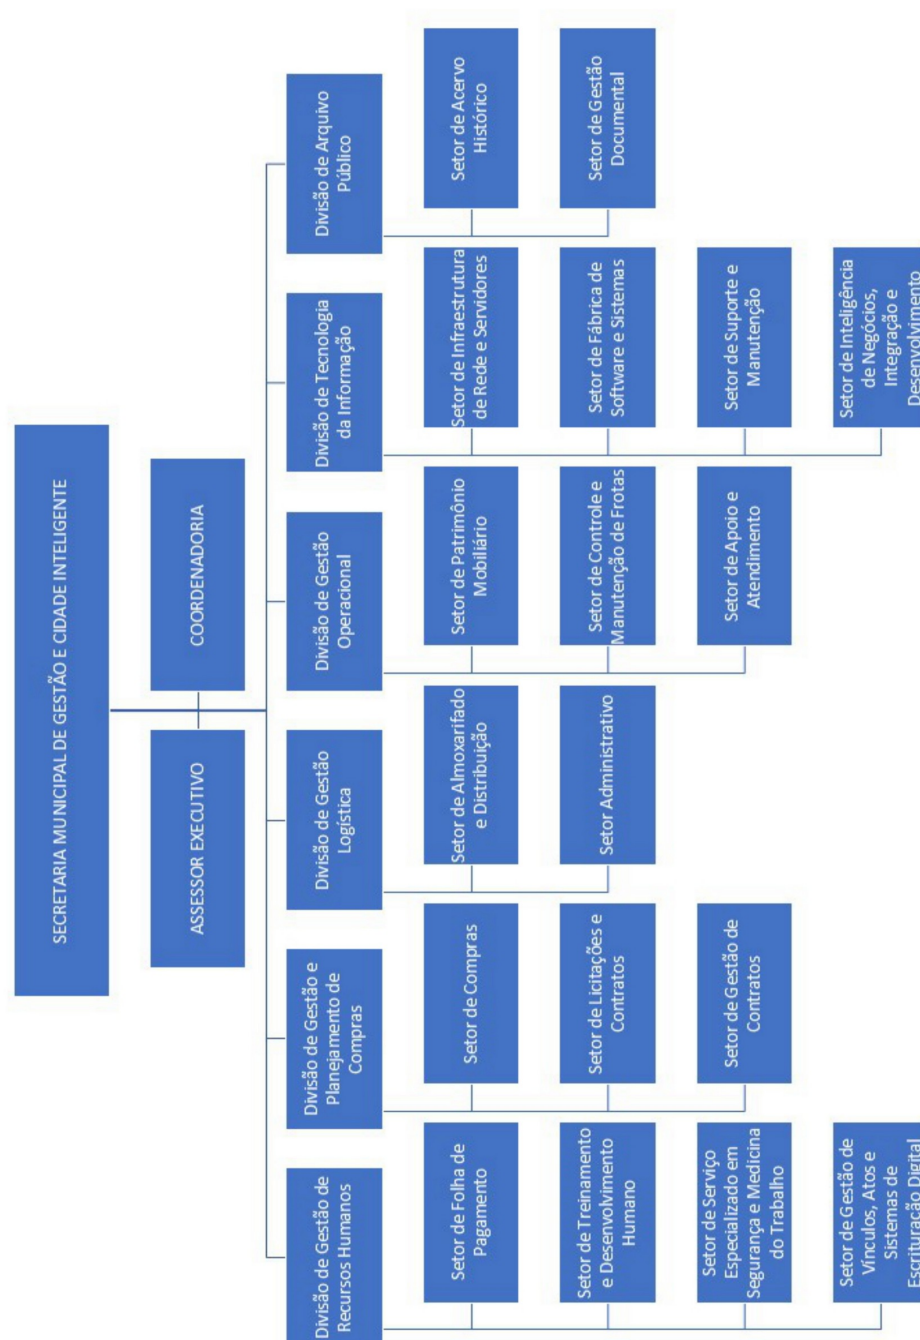 SECRETARIA MUNICIPAL DE GESTÃO E CIDADE INTELIGENTE
ASSESSOR EXECUTIVO
COORDENADORIA
Divisão de Gestão de
Recursos Humanos
Setor de Folha de
Pagamento
Setor de Treinamento
e Desenvolvimento
Humano
Setor de Serviço
Especializado em
Segurança e Medicina
do Trabalho
Setor de Gestão de
Vínculos, Atos e
Sistemas de
Escrituração Digital
Divisão de Gestão e
Planejamento de
Compras
Setor de Compras
Setor de Licitações e
Contratos
Setor de Gestão de
Contratos
Divisão de Gestão
Logística
Setor de Almoxarifado
e Distribuição
Setor Administrativo
Divisão de Gestão
Operacional
Setor de Patrimônio
Mobiliário
Setor de Controle e
Manutenção de Frotas
Setor de Apoio e
Atendimento
Divisão de Tecnologia
da Informação
Setor de Infraestrutura
de Rede e Servidores
Setor de Fábrica de
Software e Sistemas
Setor de Suporte e
Manutenção
Setor de Inteligência
de Negócios,
Integração e
Desenvolvimento
Divisão de Arquivo
Público
Setor de Acervo
Histórico
Setor de Gestão
Documental